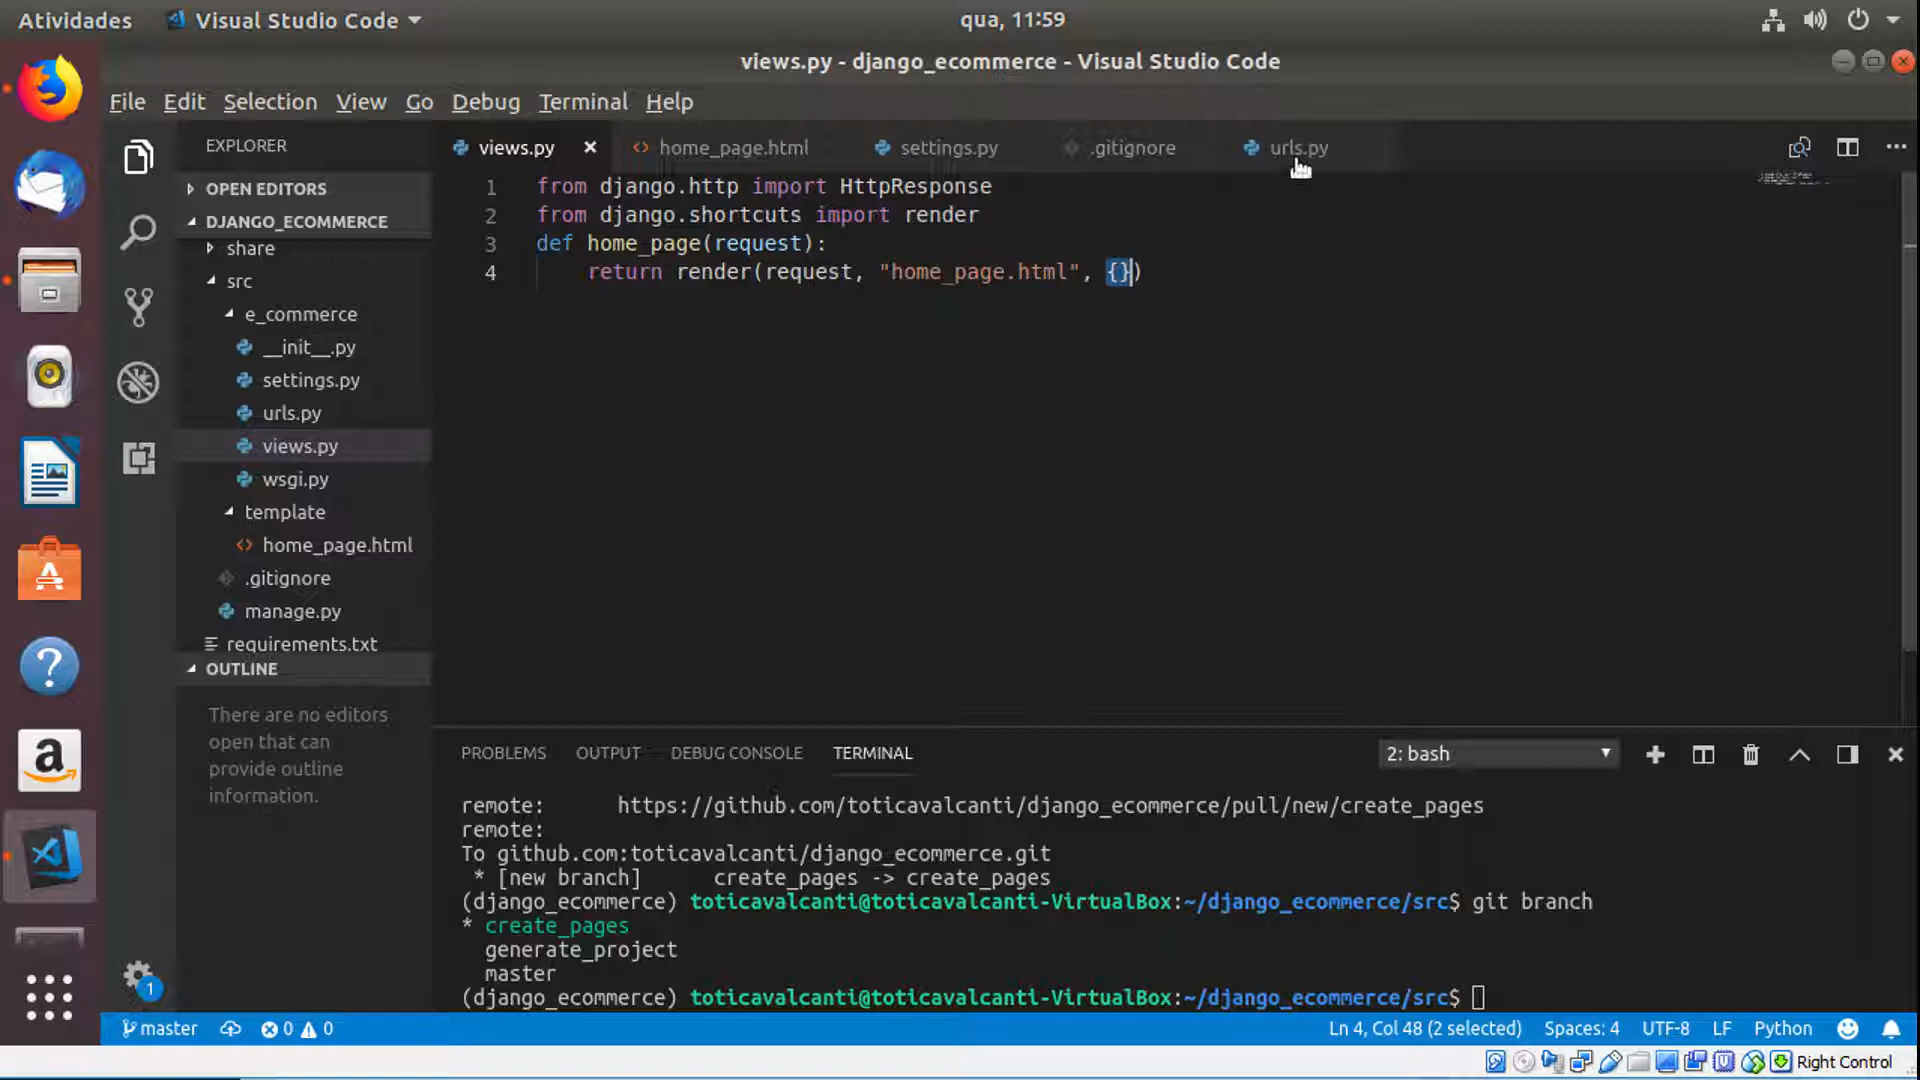 Atividades
Visual Studio Code
qua, 11:59
views.py - django_ecommerce - Visual Studio Code
File Edit Selection View Go Debug Terminal Help
EXPLORER
OPEN EDITORS
DJANGO_ECOMMERCE
share
src
e_commerce
__init__.py
settings.py
urls.py
views.py
wsgi.py
template
home_page.html
.gitignore
manage.py
requirements.txt
OUTLINE
There are no editors
open that can
provide outline
information.
views.py home_page.html settings.py .gitignore urls.py
1 from django.http import HttpResponse
2 from django.shortcuts import render
3 def home_page(request):
4 return render(request, "home_page.html", {})
PROBLEMS OUTPUT DEBUG CONSOLE TERMINAL
2: bash
remote: https://github.com/toticavalcanti/django_ecommerce/pull/new/create_pages
remote:
To github.com:toticavalcanti/django_ecommerce.git
* [new branch] create_pages -> create_pages
(django_ecommerce) toticavalcanti@toticavalcanti-VirtualBox:~/django_ecommerce/src$ git branch
* create_pages
generate_project
master
(django_ecommerce) toticavalcanti@toticavalcanti-VirtualBox:~/django_ecommerce/src$
1
master 0 0
Ln 4, Col 48 (2 selected) Spaces: 4 UTF-8 LF Python
Right Control